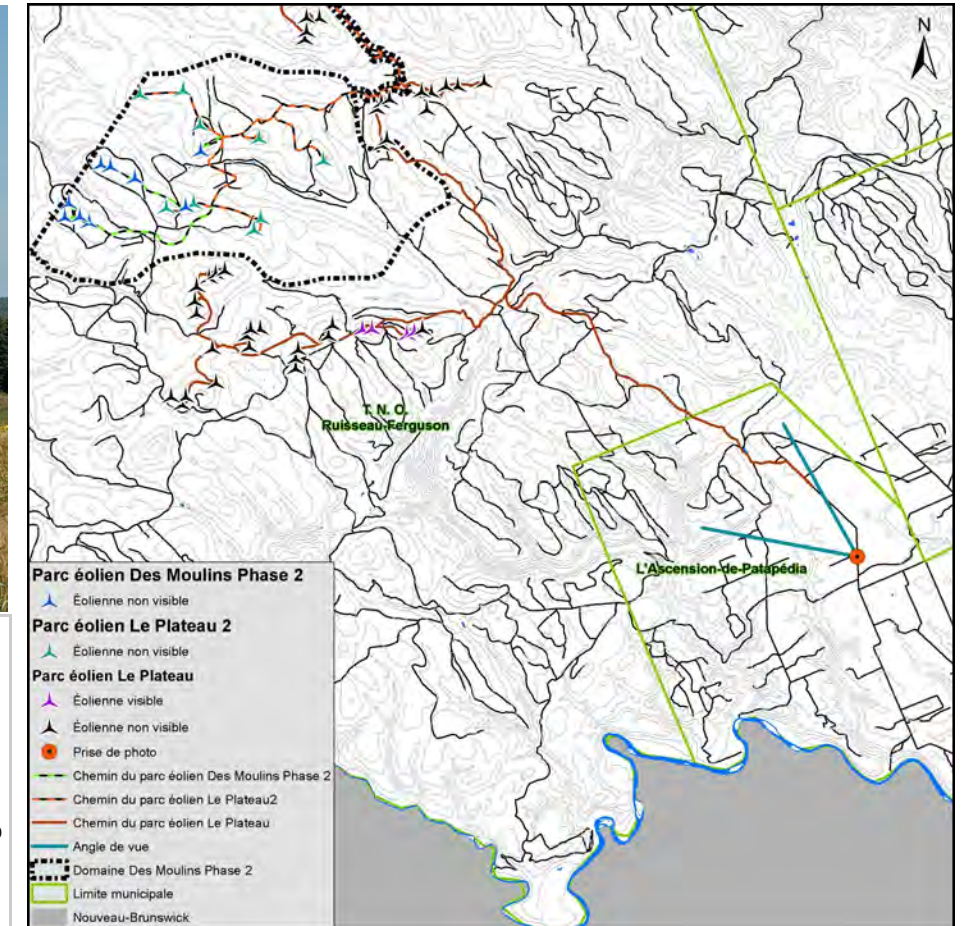 N
T. N. O.
Ruisseau-Ferguson
L'Ascension-de-Patapédia
Parc éolien Des Moulins Phase 2
Éolienne non visible
Parc éolien Le Plateau 2
Éolienne non visible
Parc éolien Le Plateau
Éolienne visible
Éolienne non visible
Prise de photo
Chemin du parc éolien Des Moulins Phase 2
Chemin du parc éolien Le Plateau2
Chemin du parc éolien Le Plateau
Angle de vue
Domaine Des Moulins Phase 2
Limite municipale
Nouveau-Brunswick